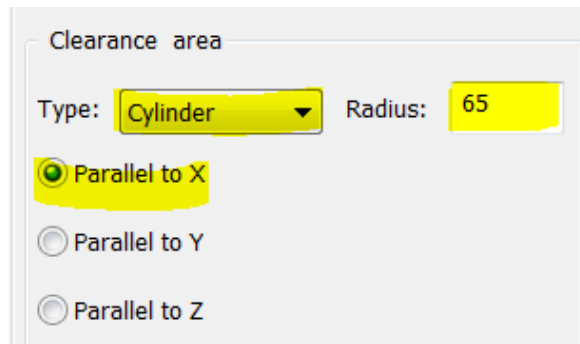 Clearance area
Type: Cylinder Radius: 65
Parallel to X
Parallel to Y
Parallel to Z